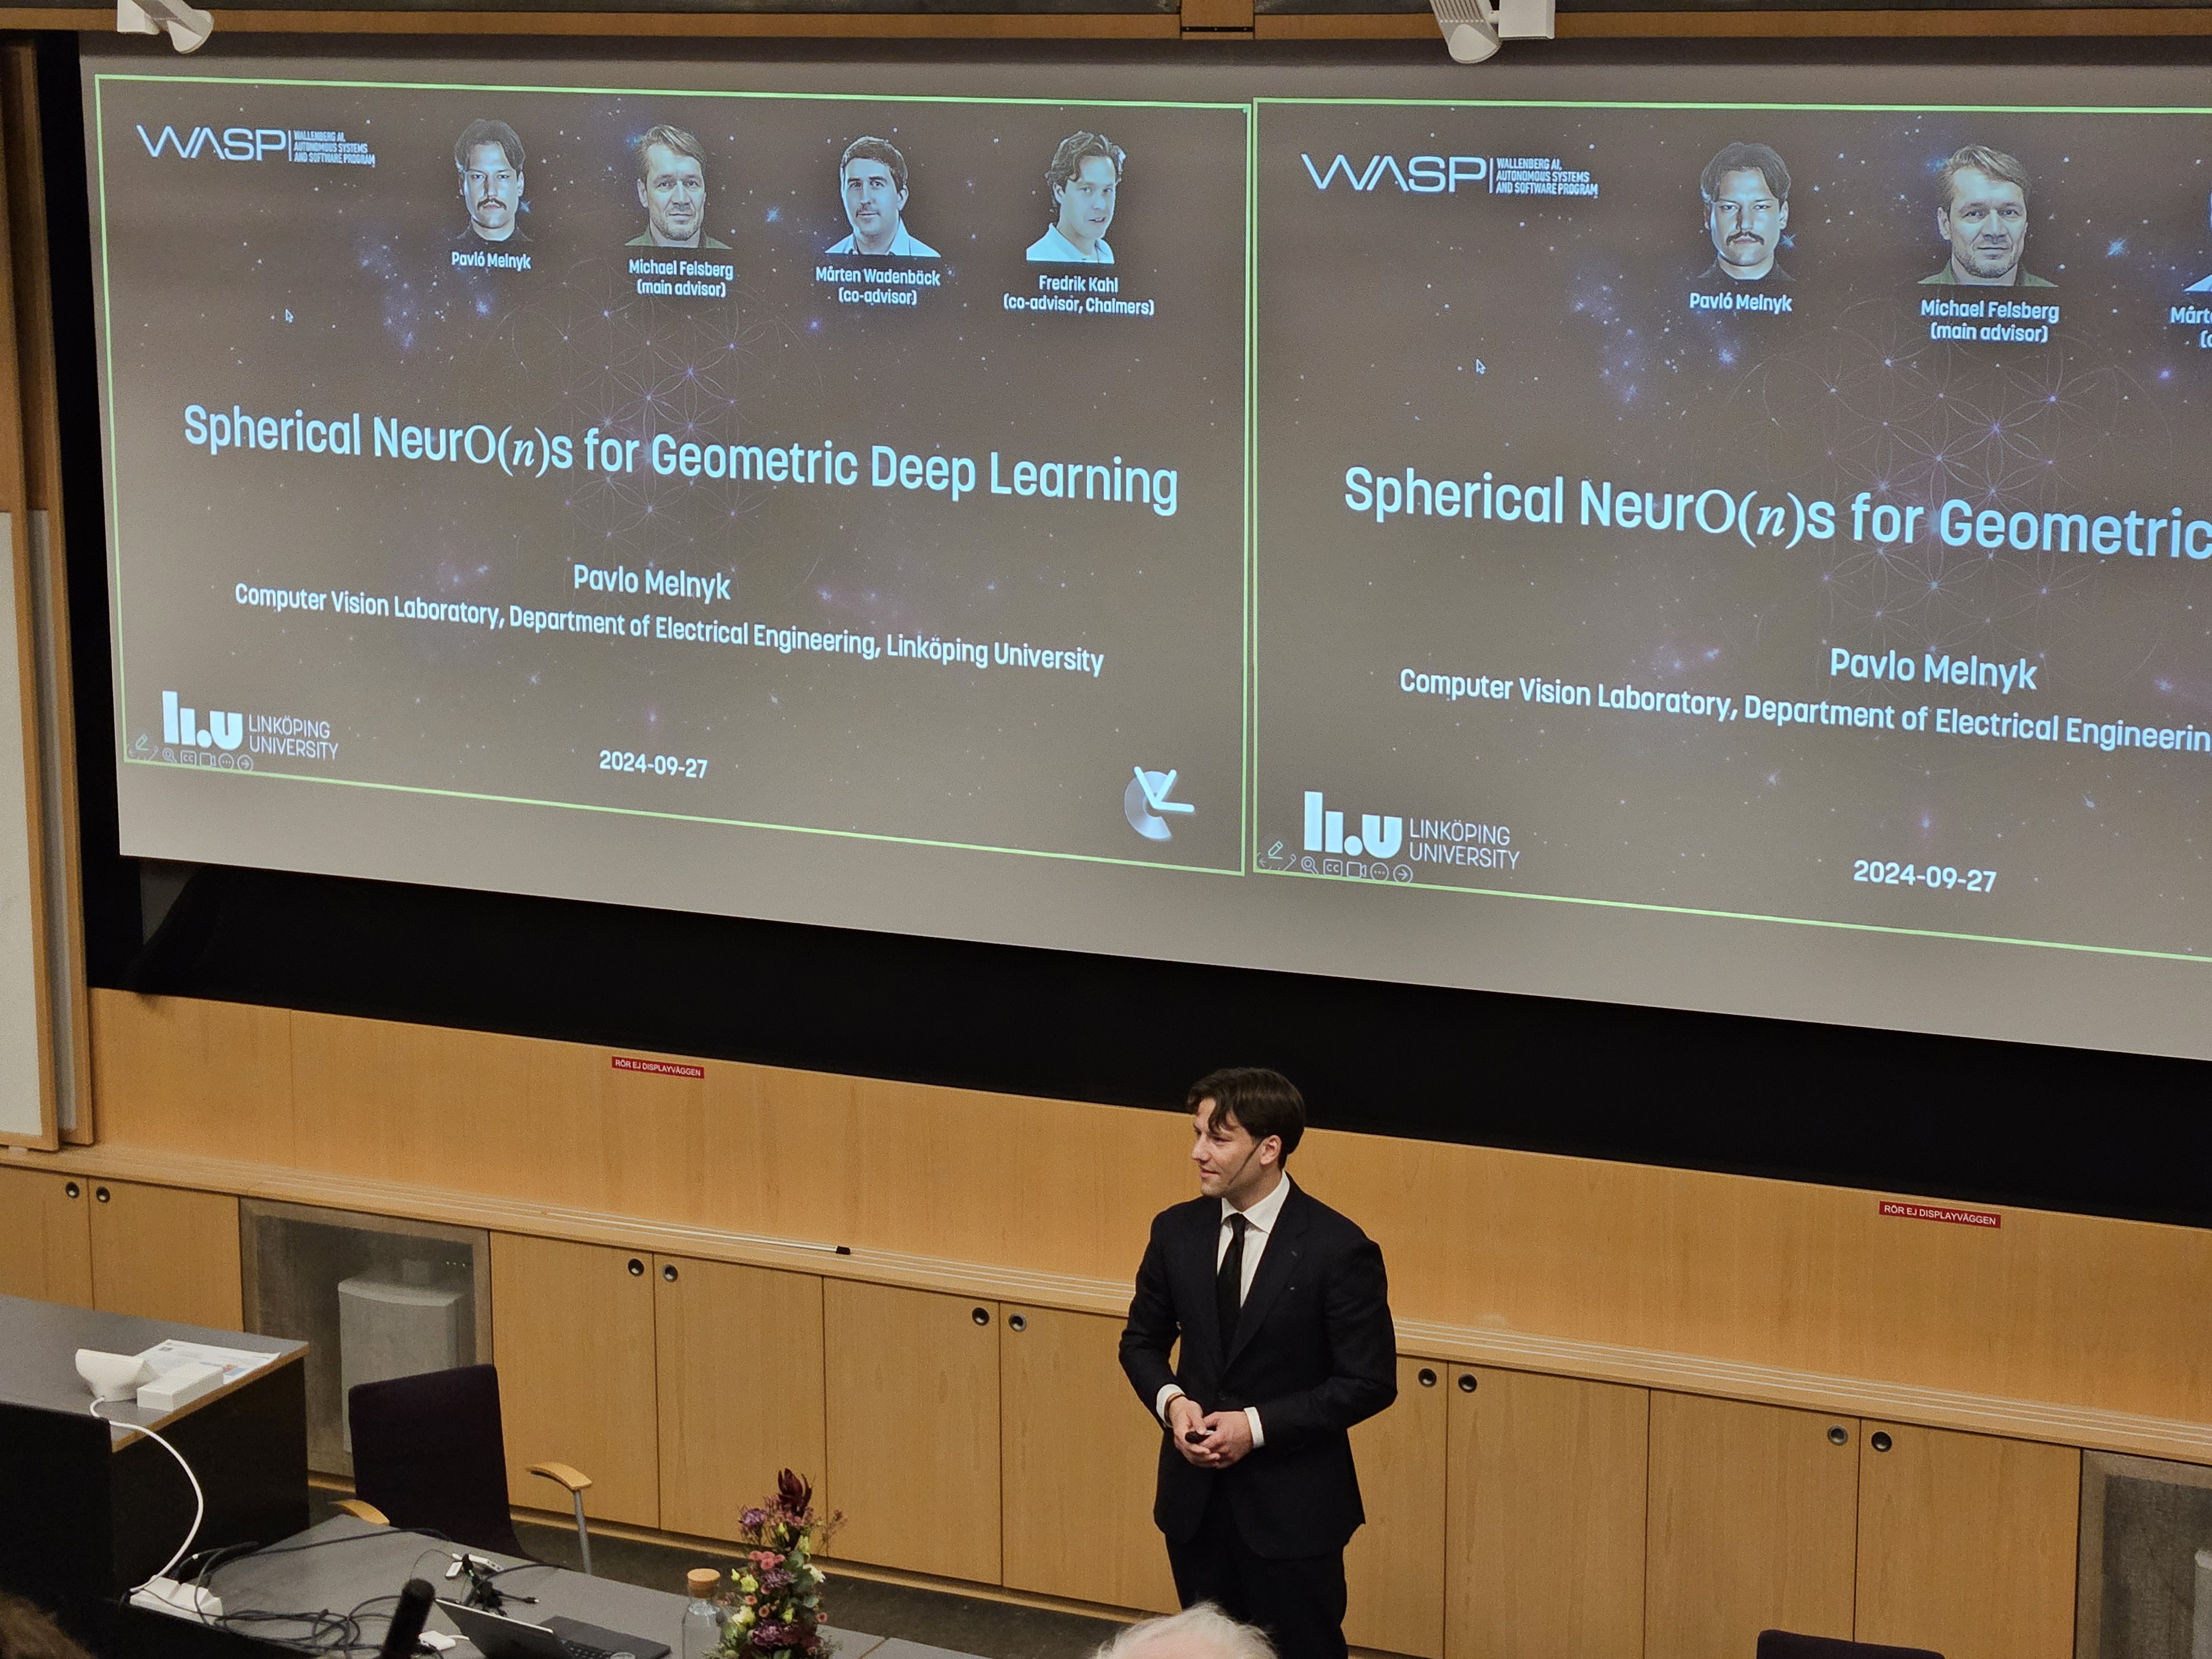 WASP
WALLENBERG AI,
AUTONOMOUS SYSTEMS
AND SOFTWARE PROGRAM
Pavló Melnyk
Michael Felsberg
(main advisor)
Mårten Wadenbäck
(co-advisor)
Fredrik Kahl
(co-advisor, Chalmers)
Spherical NeurO(n)s for Geometric Deep Learning
Pavlo Melnyk
Computer Vision Laboratory, Department of Electrical Engineering, Linköping University
li.u LINKÖPING
UNIVERSITY
2024-09-27
WASP
WALLENBERG AI,
AUTONOMOUS SYSTEMS
AND SOFTWARE PROGRAM
Pavló Melnyk
Michael Felsberg
(main advisor)
Spherical NeurO(n)s for Geometric
Pavlo Melnyk
Computer Vision Laboratory, Department of Electrical
li.u LINKÖPING
UNIVERSITY
2024-09-27
RÖR EJ DISPLAYVÄGGEN
RÖR EJ DISPLAYVÄGGEN